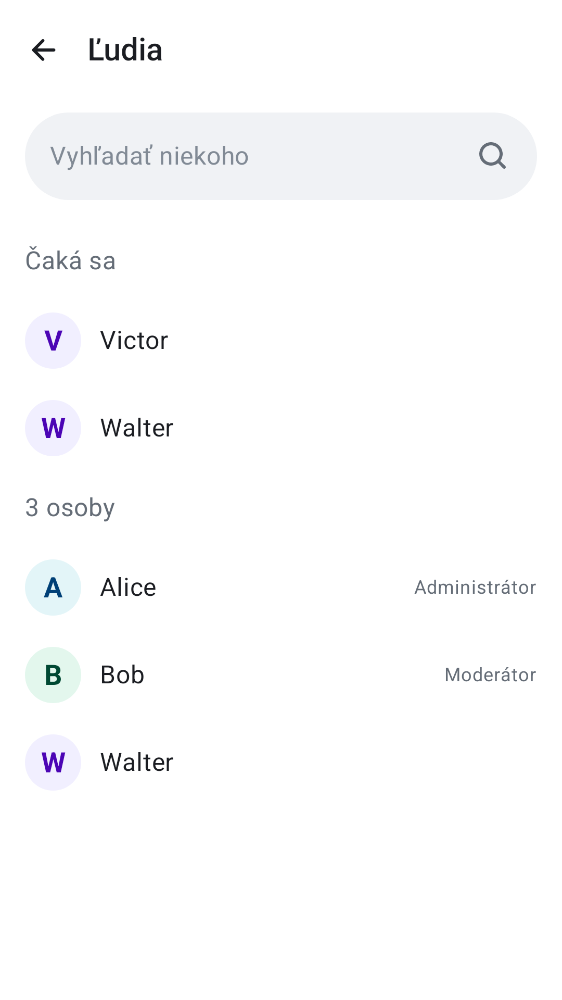 Ľudia
Vyhľadať niekoho
Čaká sa
V Victor
W Walter
3 osoby
A Alice Administrátor
B Bob Moderátor
W Walter